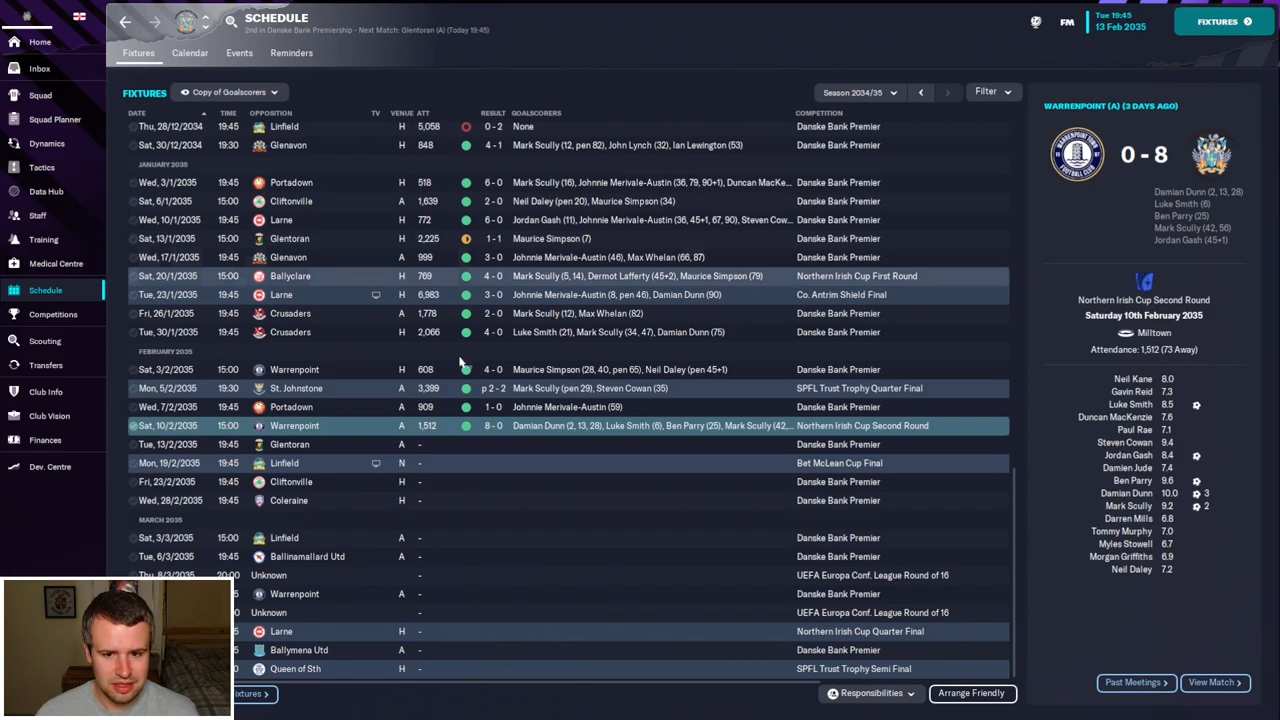 SCHEDULE
2nd in Danske Bank Premiership - Next Match: Glentoran (A) (Today 19:45)
FM
Tue 19:45
13 Feb 2035
FIXTURES
Home
Inbox
Squad
Squad Planner
Dynamics
Tactics
Data Hub
Staff
Training
Medical Centre
Schedule
Competitions
Scouting
Transfers
Club Info
Club Vision
Finances
Dev. Centre
Fixtures Calendar Events Reminders
FIXTURES Copy of Goalscorers Season 2034/35 Filter
DATE TIME OPPOSITION TV VENUE ATT RESULT GOALSCORERS COMPETITION
Thu, 28/12/2034 19:45 Linfield H 5,058 0 - 2 None Danske Bank Premier
Sat, 30/12/2034 19:30 Glenavon H 848 4 - 1 Mark Scully (12, pen 82), John Lynch (32), Ian Lewington (53) Danske Bank Premier
JANUARY 2035
Wed, 3/1/2035 19:45 Portadown H 518 6 - 0 Mark Scully (16), Johnnie Merivale-Austin (36, 79, 90+1), Duncan MacKe... Danske Bank Premier
Sat, 6/1/2035 15:00 Cliftonville A 1,639 2 - 0 Neil Daley (pen 20), Maurice Simpson (34) Danske Bank Premier
Wed, 10/1/2035 19:45 Larne H 772 6 - 0 Jordan Gash (11), Johnnie Merivale-Austin (36, 45+1, 67, 90), Steven Cow... Danske Bank Premier
Sat, 13/1/2035 15:00 Glentoran H 2,225 1 - 1 Maurice Simpson (7) Danske Bank Premier
Wed, 17/1/2035 19:45 Glenavon A 999 3 - 0 Johnnie Merivale-Austin (46), Max Whelan (66, 87) Danske Bank Premier
Sat, 20/1/2035 15:00 Ballyclare H 769 4 - 0 Mark Scully (5, 14), Dermot Lafferty (45+2), Maurice Simpson (79) Northern Irish Cup First Round
Tue, 23/1/2035 19:45 Larne H 6,983 3 - 0 Johnnie Merivale-Austin (8, pen 46), Damian Dunn (90) Co. Antrim Shield Final
Fri, 26/1/2035 19:45 Crusaders A 1,778 2 - 0 Mark Scully (12), Max Whelan (82) Danske Bank Premier
Tue, 30/1/2035 19:45 Crusaders H 2,066 4 - 0 Luke Smith (21), Mark Scully (34, 47), Damian Dunn (75) Danske Bank Premier
FEBRUARY 2035
Sat, 3/2/2035 15:00 Warrenpoint H 608 4 - 0 Maurice Simpson (28, 40, pen 65), Neil Daley (pen 45+1) Danske Bank Premier
Mon, 5/2/2035 19:30 St. Johnstone A 3,399 p 2 - 2 Mark Scully (pen 29), Steven Cowan (35) SPFL Trust Trophy Quarter Final
Wed, 7/2/2035 19:45 Portadown A 909 1 - 0 Johnnie Merivale-Austin (59) Danske Bank Premier
Sat, 10/2/2035 15:00 Warrenpoint A 1,512 8 - 0 Damian Dunn (2, 13, 28), Luke Smith (6), Ben Parry (25), Mark Scully (42,... Northern Irish Cup Second Round
Tue, 13/2/2035 19:45 Glentoran A - Danske Bank Premier
Mon, 19/2/2035 19:45 Linfield N - Bet McLean Cup Final
Fri, 23/2/2035 19:45 Cliftonville H - Danske Bank Premier
Wed, 28/2/2035 19:45 Coleraine H - Danske Bank Premier
MARCH 2035
Sat, 3/3/2035 15:00 Linfield A - Danske Bank Premier
Tue, 6/3/2035 19:45 Ballinamallard Utd A - Danske Bank Premier
Thu, 8/3/2035 20:00 Unknown - UEFA Europa Conf. League Round of 16
Warrenpoint A - Danske Bank Premier
Unknown - UEFA Europa Conf. League Round of 16
Larne H - Northern Irish Cup Quarter Final
Ballymena Utd A - Danske Bank Premier
Queen of Sth H - SPFL Trust Trophy Semi Final
Responsibilities Arrange Friendly
WARRENPOINT (A) (3 DAYS AGO)
0 - 8
Damian Dunn (2, 13, 28)
Luke Smith (6)
Ben Parry (25)
Mark Scully (42, 56)
Jordan Gash (45+1)
Northern Irish Cup Second Round
Saturday 10th February 2035
Milltown
Attendance: 1,512 (73 Away)
Neil Kane 8.0
Gavin Reid 7.3
Luke Smith 8.5
Duncan MacKenzie 7.6
Paul Rae 7.1
Steven Cowan 9.4
Jordan Gash 8.4
Damien Jude 7.4
Ben Parry 9.6
Damian Dunn 10.0 3
Mark Scully 9.2 2
Darren Mills 6.8
Tommy Murphy 7.0
Myles Stowell 6.7
Morgan Griffiths 6.9
Neil Daley 7.2
Past Meetings View Match